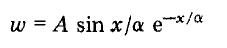 w = A sin x/α e^{−x/α}